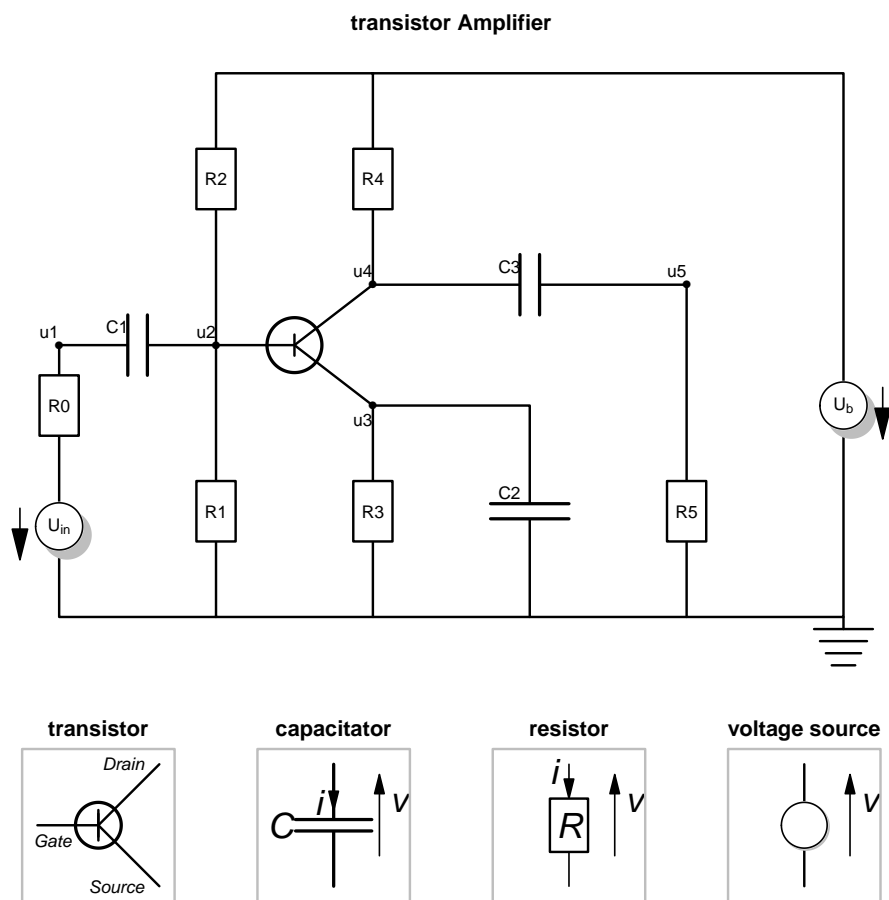 transistor Amplifier
R2
R4
u4
C3
u5
u1
C1
u2
R0
u3
U_b
U_in
R1
R3
C2
R5
transistor
capacitator
resistor
voltage source
Drain
Gate
Source
i
C
v
i
R
v
v